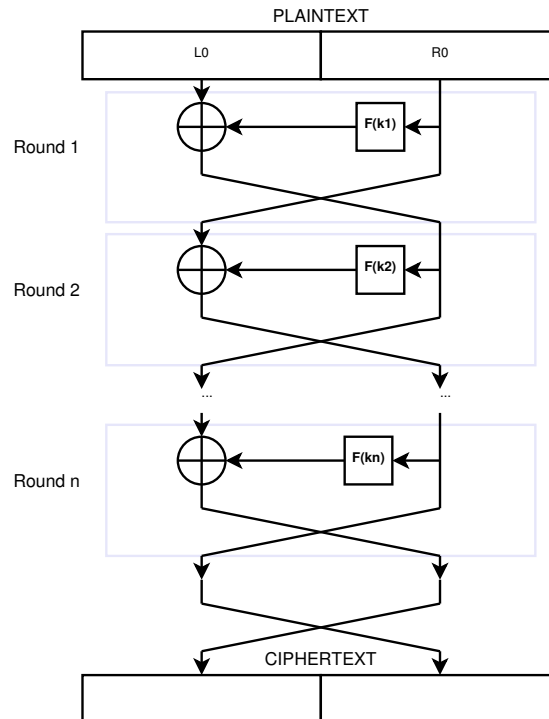 PLAINTEXT
L0 R0
F(k1)
Round 1
F(k2)
Round 2
... ...
F(kn)
Round n
CIPHERTEXT